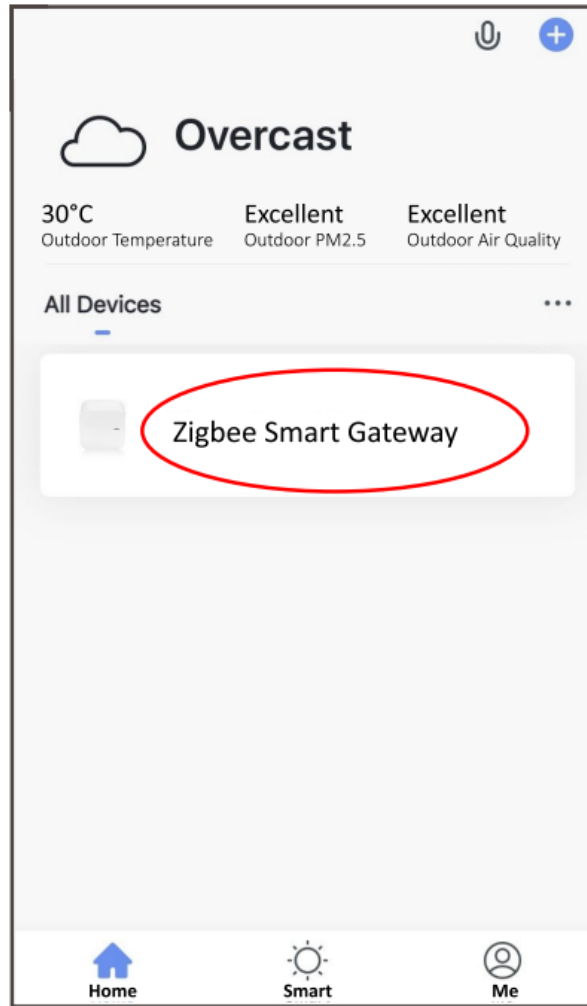 Overcast
30°C Excellent Excellent
Outdoor Temperature Outdoor PM2.5 Outdoor Air Quality
All Devices
Zigbee Smart Gateway
Home Smart Me